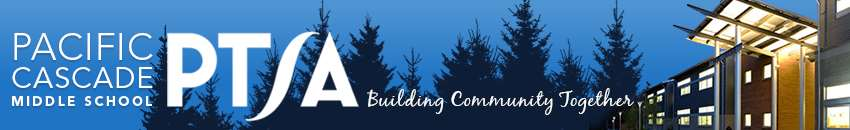 PACIFIC
CASCADE
MIDDLE SCHOOL
PTSA
Building Community Together